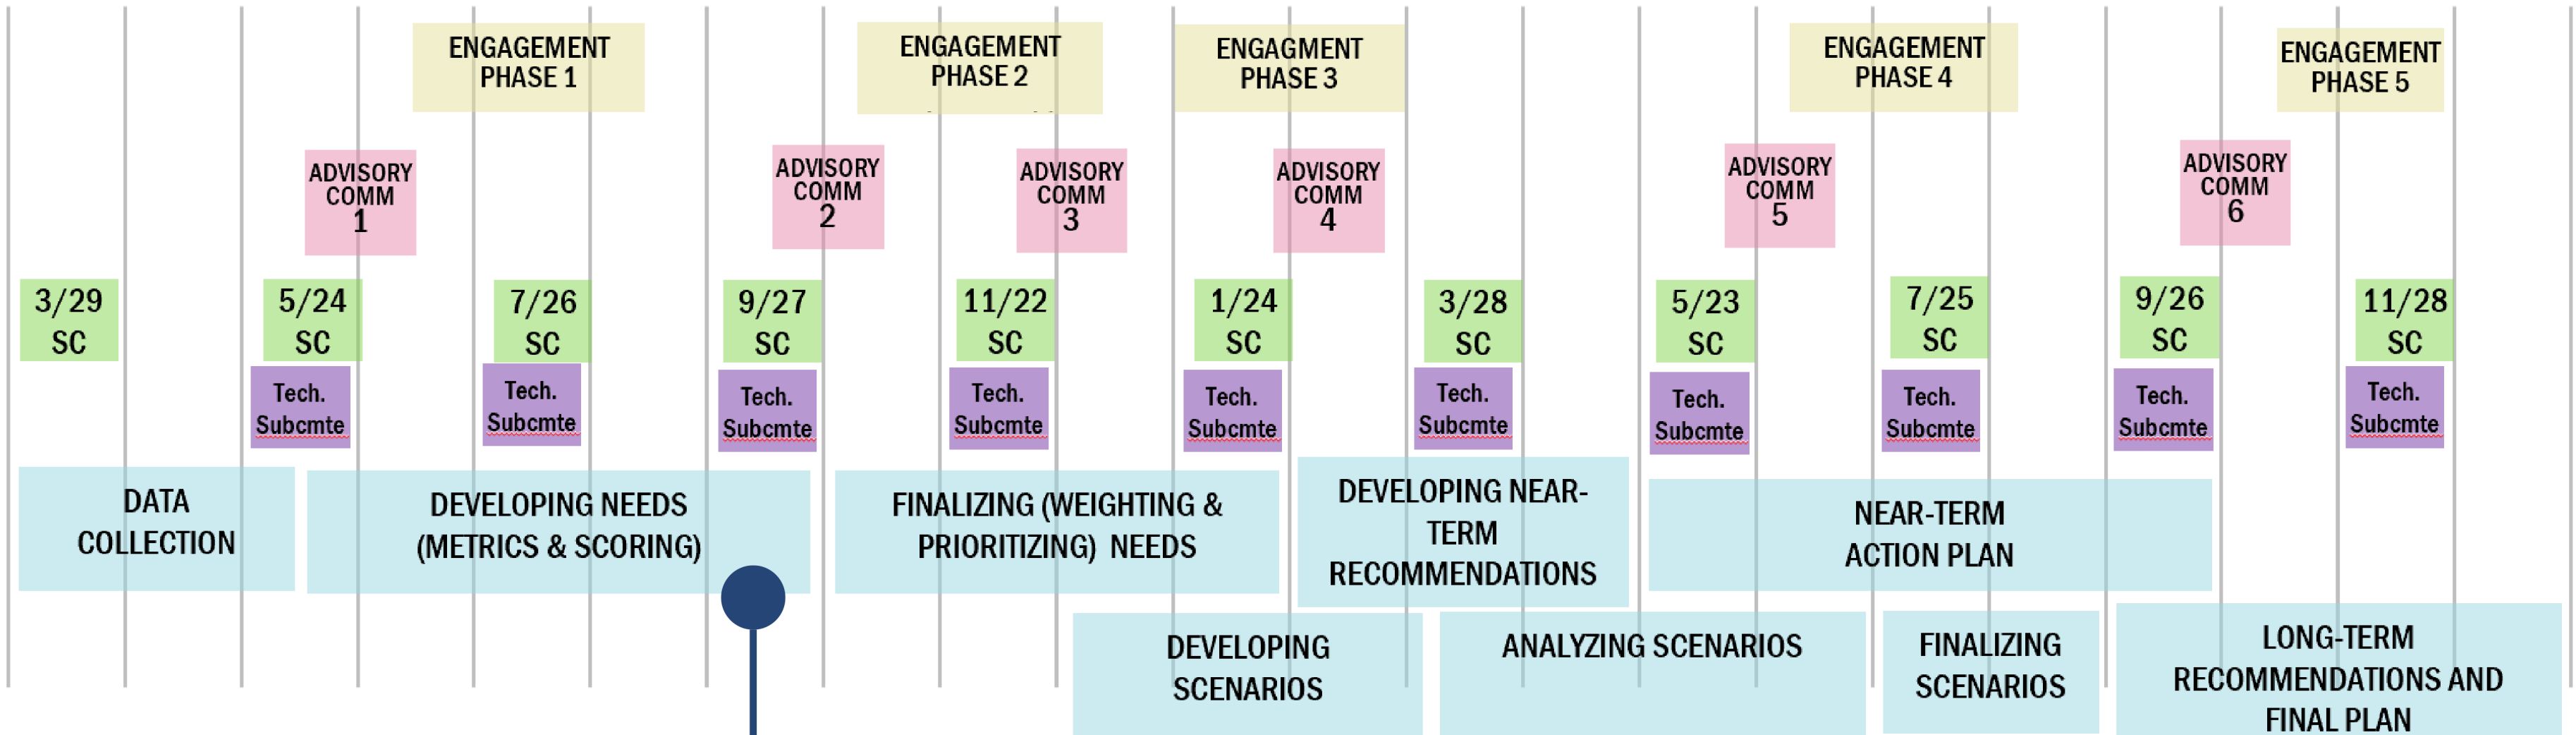 ENGAGEMENT
PHASE 1
ENGAGEMENT
PHASE 2
ENGAGMENT
PHASE 3
ENGAGEMENT
PHASE 4
ENGAGEMENT
PHASE 5
ADVISORY
COMM
1
ADVISORY
COMM
2
ADVISORY
COMM
3
ADVISORY
COMM
4
ADVISORY
COMM
5
ADVISORY
COMM
6
3/29
SC
5/24
SC
7/26
SC
9/27
SC
11/22
SC
1/24
SC
3/28
SC
5/23
SC
7/25
SC
9/26
SC
11/28
SC
Tech.
Subcmte
Tech.
Subcmte
Tech.
Subcmte
Tech.
Subcmte
Tech.
Subcmte
Tech.
Subcmte
Tech.
Subcmte
Tech.
Subcmte
Tech.
Subcmte
Tech.
Subcmte
DATA
COLLECTION
DEVELOPING NEEDS
(METRICS & SCORING)
FINALIZING (WEIGHTING &
PRIORITIZING) NEEDS
DEVELOPING NEAR-
TERM
RECOMMENDATIONS
NEAR-TERM
ACTION PLAN
DEVELOPING
SCENARIOS
ANALYZING SCENARIOS
FINALIZING
SCENARIOS
LONG-TERM
RECOMMENDATIONS AND
FINAL PLAN